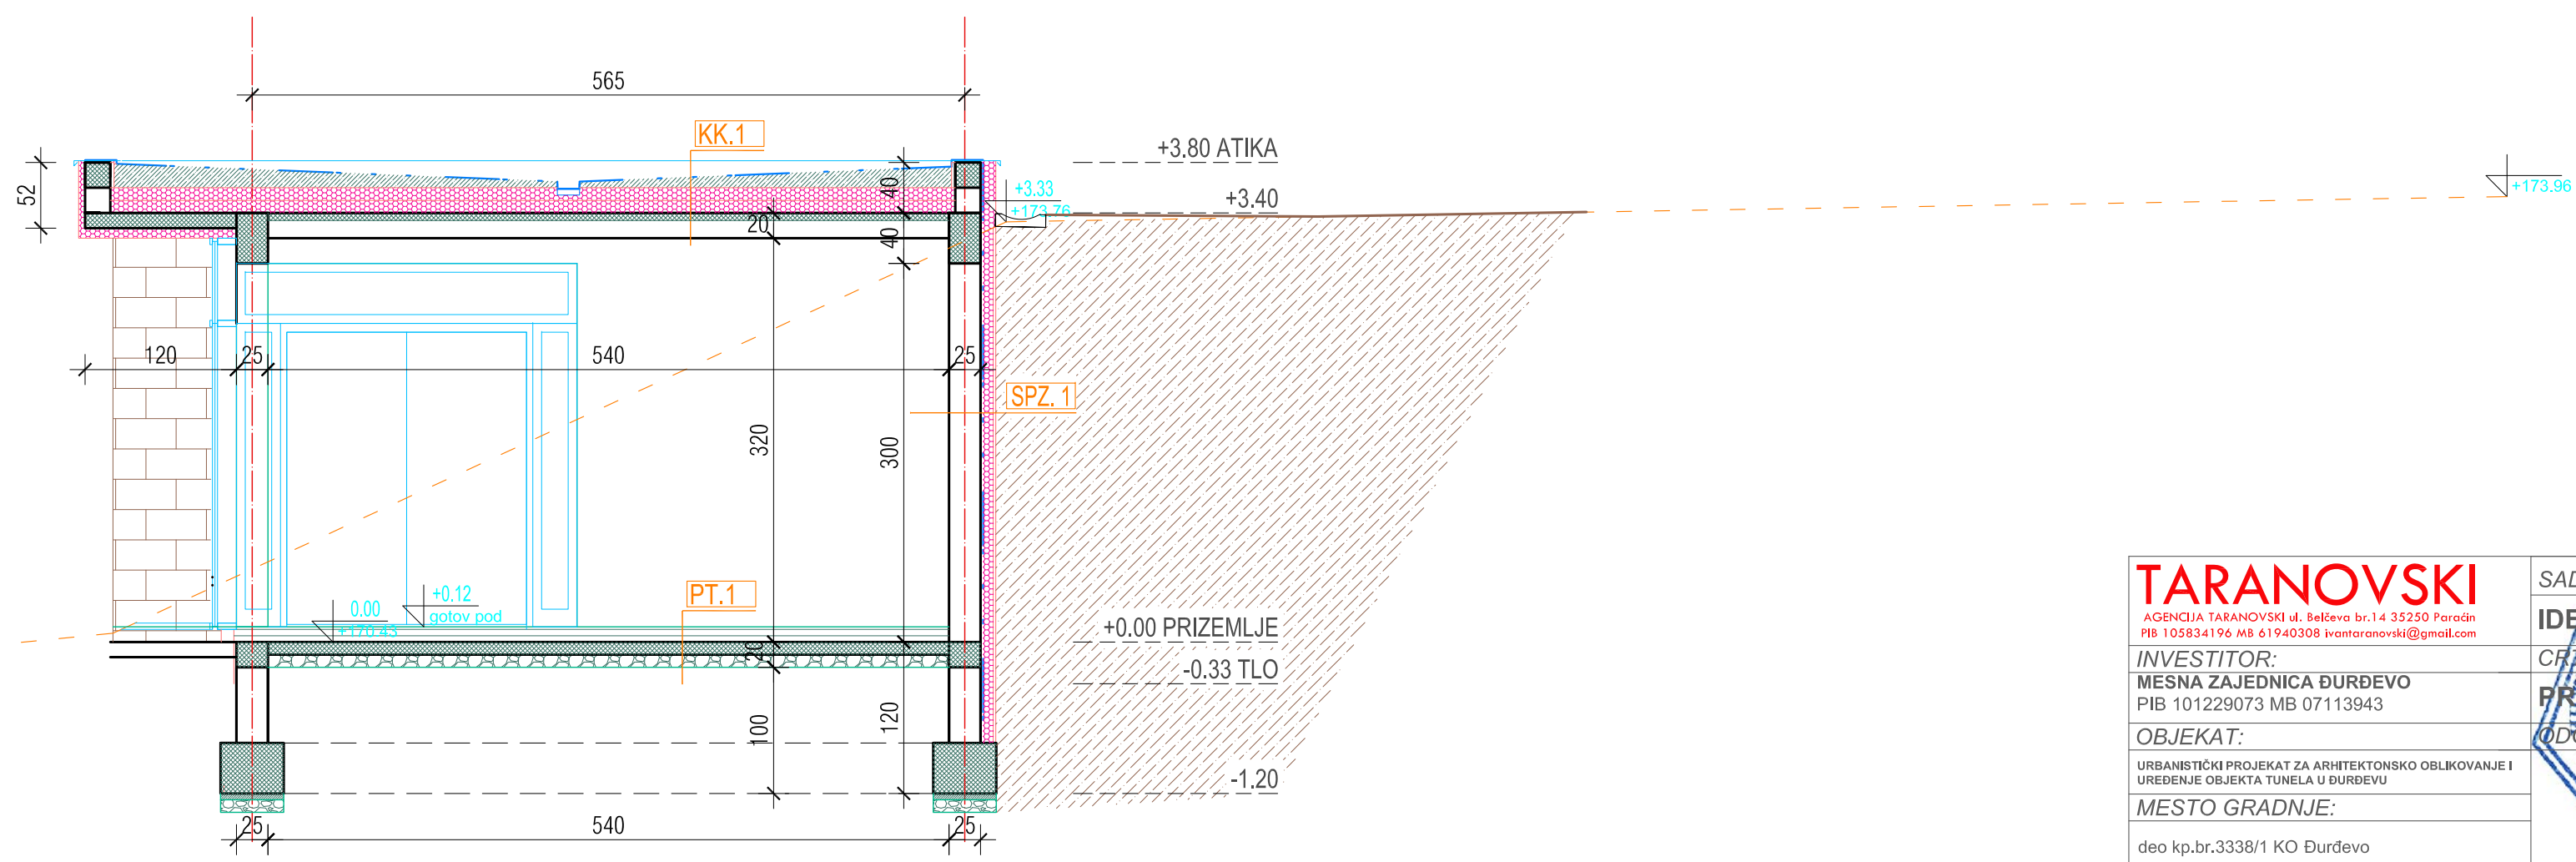 565
KK.1
+3.80 ATIKA
52
40
+3.33
+173.76
+3.40
+173.96
20
40
120
25
540
25
SPZ. 1
320
300
PT.1
0.00
+170.43
+0.12
gotov pod
+0.00 PRIZEMLJE
20
-0.33 TLO
100
120
-1.20
25
540
25
TARANOVSKI
AGENCIJA TARANOVSKI ul. Belčeva br.14 35250 Paraćin
PIB 105834196 MB 61940308 ivantaranovski@gmail.com
INVESTITOR:
MESNA ZAJEDNICA ĐURĐEVO
PIB 101229073 MB 07113943
OBJEKAT:
URBANISTIČKI PROJEKAT ZA ARHITEKTONSKO OBLIKOVANJE I
UREĐENJE OBJEKTA TUNELA U ĐURĐEVU
MESTO GRADNJE:
deo kp.br.3338/1 KO Đurđevo